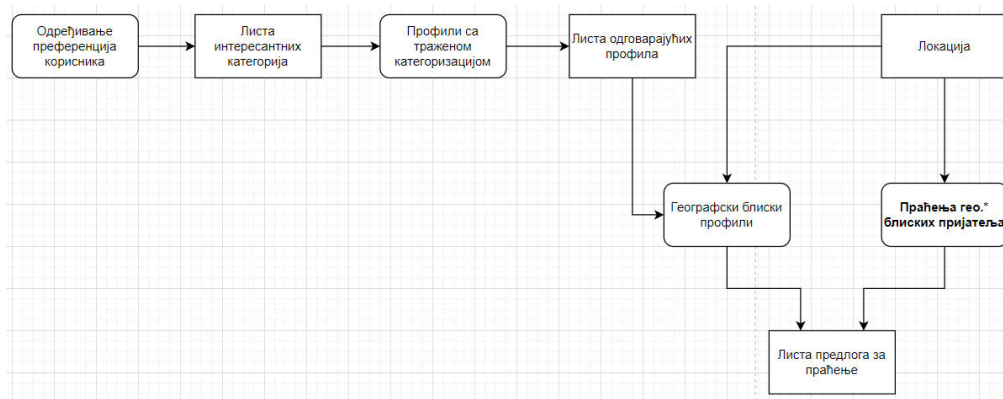 Одређивање
преференција
корисника
Листа
интересантних
категорија
Профили са
траженом
категоризацијом
Листа одговарајућих
профила
Локација
Географски блиски
профили
Праћења гео.*
блиских пријатеља
Листа предлога за
праћење